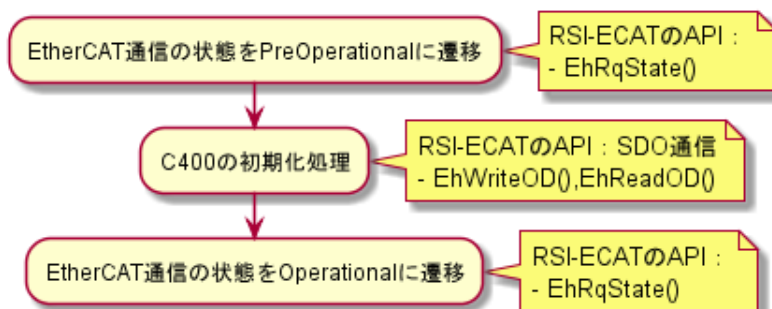 EtherCAT通信の状態をPreOperationalに遷移
RSI-ECATのAPI：
- EhRqState()
C400の初期化処理
RSI-ECATのAPI：SDO通信
- EhWriteOD(),EhReadOD()
EtherCAT通信の状態をOperationalに遷移
RSI-ECATのAPI：
- EhRqState()